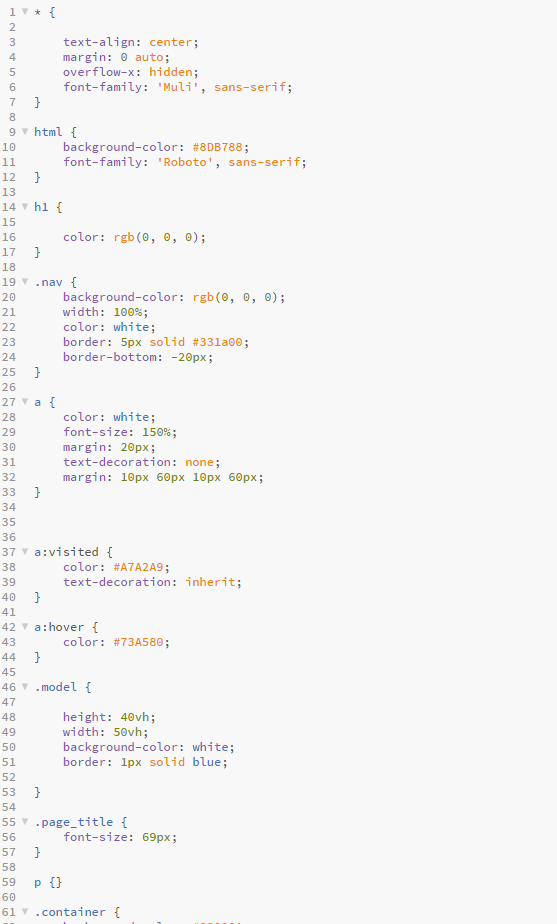 1 * {
2
3 text-align: center;
4 margin: 0 auto;
5 overflow-x: hidden;
6 font-family: 'Muli', sans-serif;
7 }
8
9 html {
10 background-color: #8DB788;
11 font-family: 'Roboto', sans-serif;
12 }
13
14 h1 {
15
16 color: rgb(0, 0, 0);
17 }
18
19 .nav {
20 background-color: rgb(0, 0, 0);
21 width: 100%;
22 color: white;
23 border: 5px solid #331a00;
24 border-bottom: -20px;
25 }
26
27 a {
28 color: white;
29 font-size: 150%;
30 margin: 20px;
31 text-decoration: none;
32 margin: 10px 60px 10px 60px;
33 }
34
35
36
37 a:visited {
38 color: #A7A2A9;
39 text-decoration: inherit;
40 }
41
42 a:hover {
43 color: #73A580;
44 }
45
46 .model {
47
48 height: 40vh;
49 width: 50vh;
50 background-color: white;
51 border: 1px solid blue;
52
53 }
54
55 .page_title {
56 font-size: 69px;
57 }
58
59 p {}
60
61 .container {